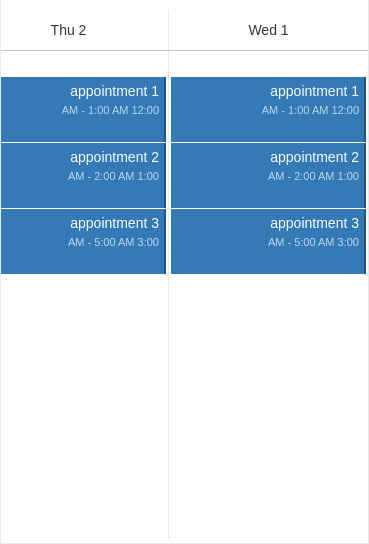 Wed 1
appointment 1
AM - 1:00 AM 12:00
appointment 2
AM - 2:00 AM 1:00
appointment 3
AM - 5:00 AM 3:00
Thu 2
appointment 1
AM - 1:00 AM 12:00
appointment 2
AM - 2:00 AM 1:00
appointment 3
AM - 5:00 AM 3:00